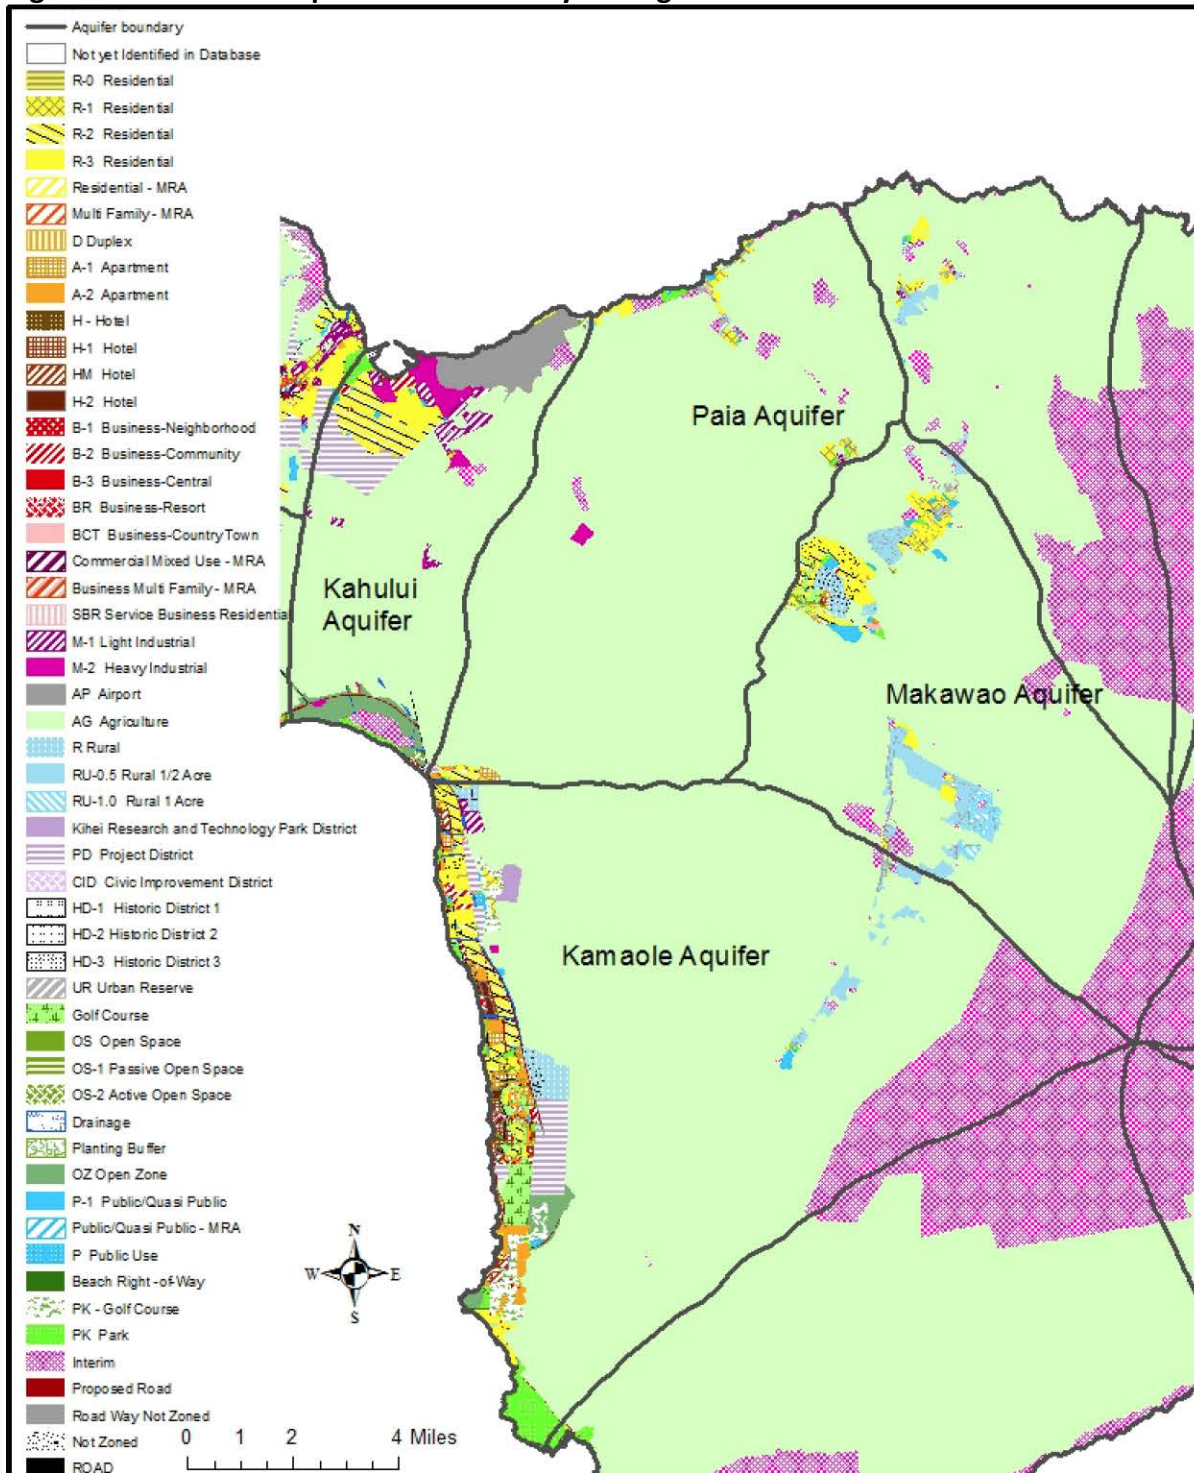 Aquifer boundary
Not yet Identified in Database
R-0 Residential
R-1 Residential
R-2 Residential
R-3 Residential
Residential - MRA
Multi Family - MRA
D Duplex
A-1 Apartment
A-2 Apartment
H - Hotel
H-1 Hotel
HM Hotel
H-2 Hotel
B-1 Business-Neighborhood
B-2 Business-Community
B-3 Business-Central
BR Business-Resort
BCT Business-Country Town
Commercial Mixed Use - MRA
Business Multi Family - MRA
SBR Service Business Residential
M-1 Light Industrial
M-2 Heavy Industrial
AP Airport
AG Agriculture
R Rural
RU-0.5 Rural 1/2 Acre
RU-1.0 Rural 1 Acre
Kihei Research and Technology Park District
PD Project District
CID Civic Improvement District
HD-1 Historic District 1
HD-2 Historic District 2
HD-3 Historic District 3
UR Urban Reserve
Golf Course
OS Open Space
OS-1 Passive Open Space
OS-2 Active Open Space
Drainage
Planting Buffer
OZ Open Zone
P-1 Public/Quasi Public
Public/Quasi Public - MRA
P Public Use
Beach Right-of-Way
PK - Golf Course
PK Park
Interim
Proposed Road
Road Way Not Zoned
Not Zoned
ROAD
Paia Aquifer
Kahului
Aquifer
Makawao Aquifer
Kamaole Aquifer
N
W E
S
0 1 2 4 Miles